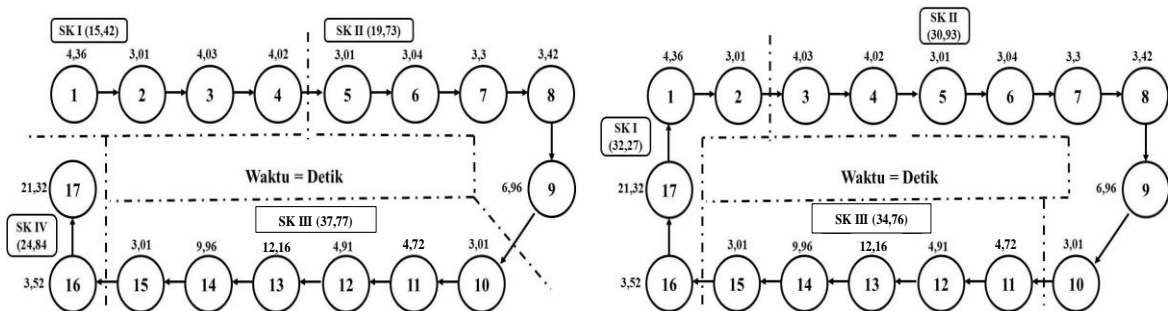 SK I (15,42)
SK II (19,73)
4,36 3,01 4,03 4,02 3,01 3,04 3,3 3,42
1 2 3 4 5 6 7 8
Waktu = Detik
21,32 17
6,96 9
SK III (37,77)
SK IV
(24,84
3,01 9,96 12,16 4,91 4,72 3,01
3,52 16 15 14 13 12 11 10
SK II
(30,93)
4,36 3,01 4,03 4,02 3,01 3,04 3,3 3,42
1 2 3 4 5 6 7 8
SK I
(32,27)
Waktu = Detik
21,32 17
6,96 9
SK III (34,76)
3,01 9,96 12,16 4,91 4,72 3,01
3,52 16 15 14 13 12 11 10